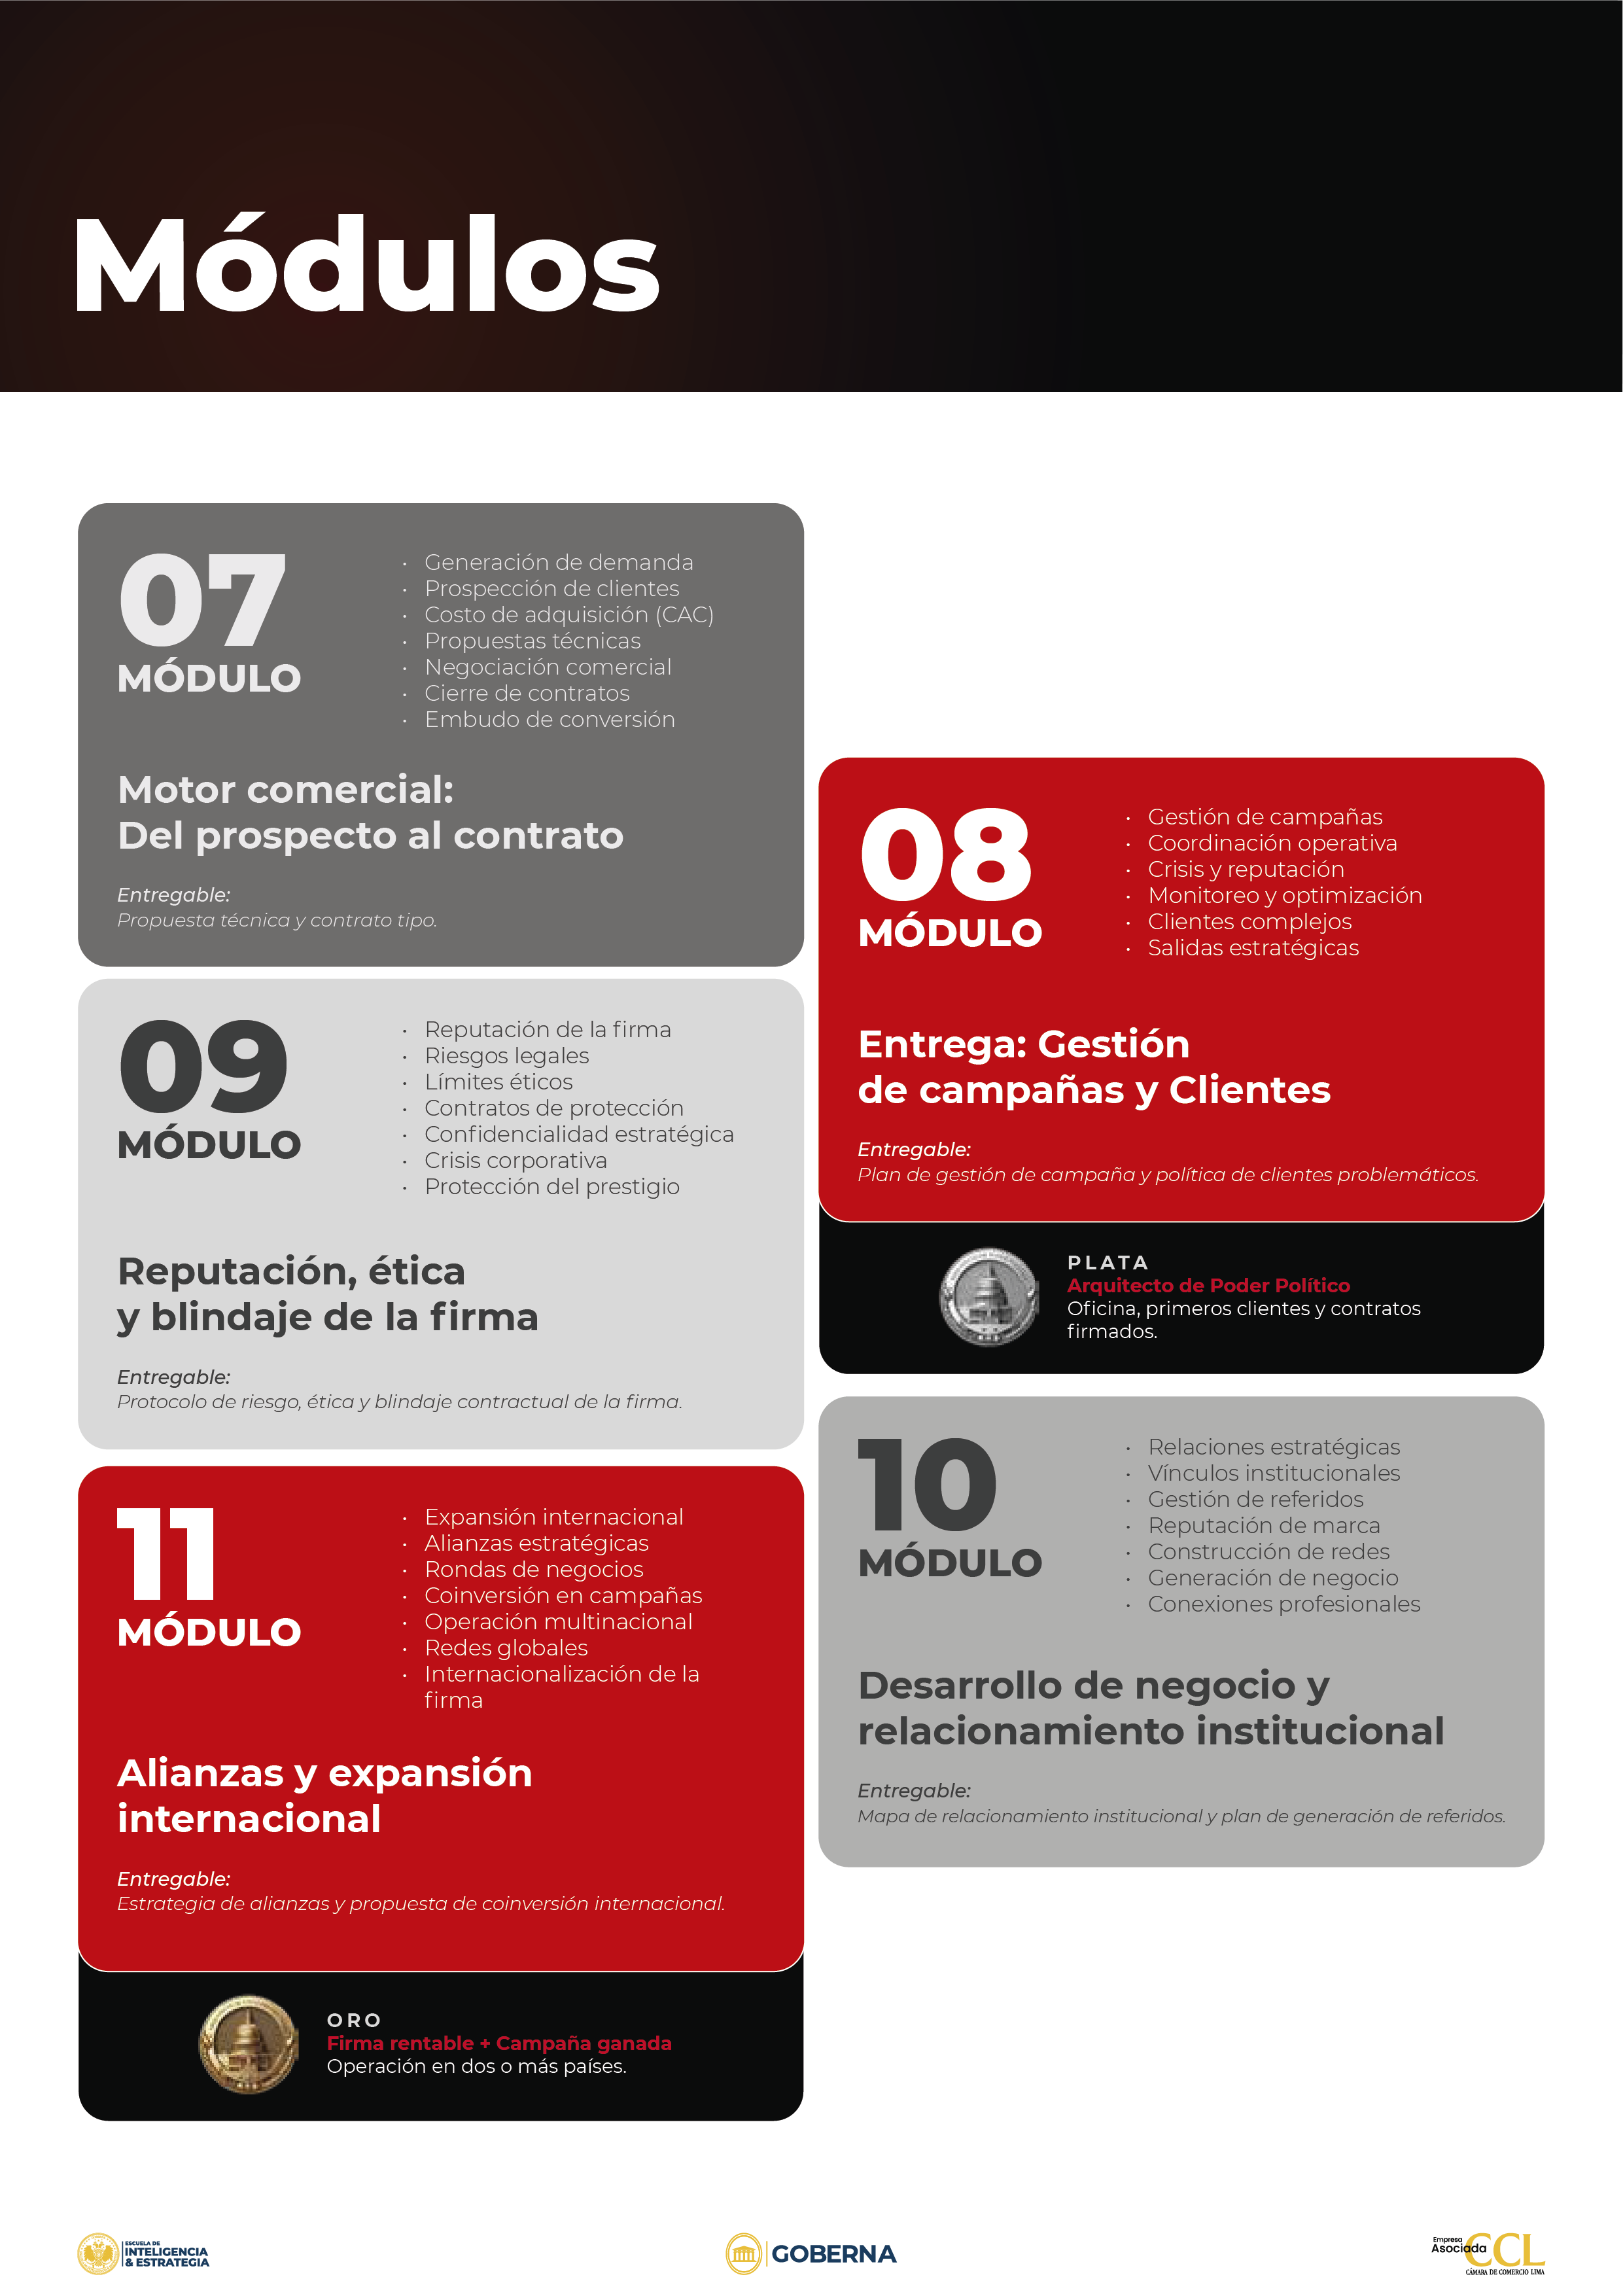 Módulos
07
MÓDULO
· Generación de demanda
· Prospección de clientes
· Costo de adquisición (CAC)
· Propuestas técnicas
· Negociación comercial
· Cierre de contratos
· Embudo de conversión
Motor comercial:
Del prospecto al contrato
Entregable:
Propuesta técnica y contrato tipo.
08
MÓDULO
· Gestión de campañas
· Coordinación operativa
· Crisis y reputación
· Monitoreo y optimización
· Clientes complejos
· Salidas estratégicas
Entrega: Gestión
de campañas y Clientes
Entregable:
Plan de gestión de campaña y política de clientes problemáticos.
PLATA
Arquitecto de Poder Político
Oficina, primeros clientes y contratos
firmados.
09
MÓDULO
· Reputación de la firma
· Riesgos legales
· Límites éticos
· Contratos de protección
· Confidencialidad estratégica
· Crisis corporativa
· Protección del prestigio
Reputación, ética
y blindaje de la firma
Entregable:
Protocolo de riesgo, ética y blindaje contractual de la firma.
10
MÓDULO
· Relaciones estratégicas
· Vínculos institucionales
· Gestión de referidos
· Reputación de marca
· Construcción de redes
· Generación de negocio
· Conexiones profesionales
Desarrollo de negocio y
relacionamiento institucional
Entregable:
Mapa de relacionamiento institucional y plan de generación de referidos.
11
MÓDULO
· Expansión internacional
· Alianzas estratégicas
· Rondas de negocios
· Coinversión en campañas
· Operación multinacional
· Redes globales
· Internacionalización de la
firma
Alianzas y expansión
internacional
Entregable:
Estrategia de alianzas y propuesta de coinversión internacional.
ORO
Firma rentable + Campaña ganada
Operación en dos o más países.
ESCUELA DE
INTELIGENCIA
& ESTRATEGIA
GOBERNA
Empresa
Asociada
CCL
CÁMARA DE COMERCIO LIMA